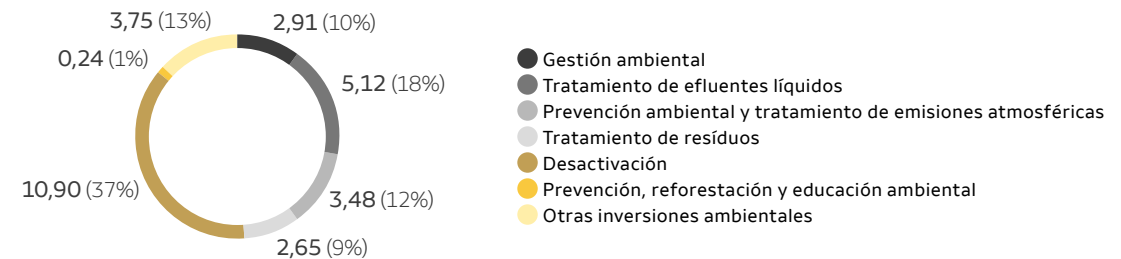 3,75 (13%)
2,91 (10%)
0,24 (1%)
5,12 (18%)
10,90 (37%)
3,48 (12%)
2,65 (9%)
Gestión ambiental
Tratamiento de efluentes líquidos
Prevención ambiental y tratamiento de emisiones atmosféricas
Tratamiento de resíduos
Desactivación
Prevención, reforestación y educación ambiental
Otras inversiones ambientales